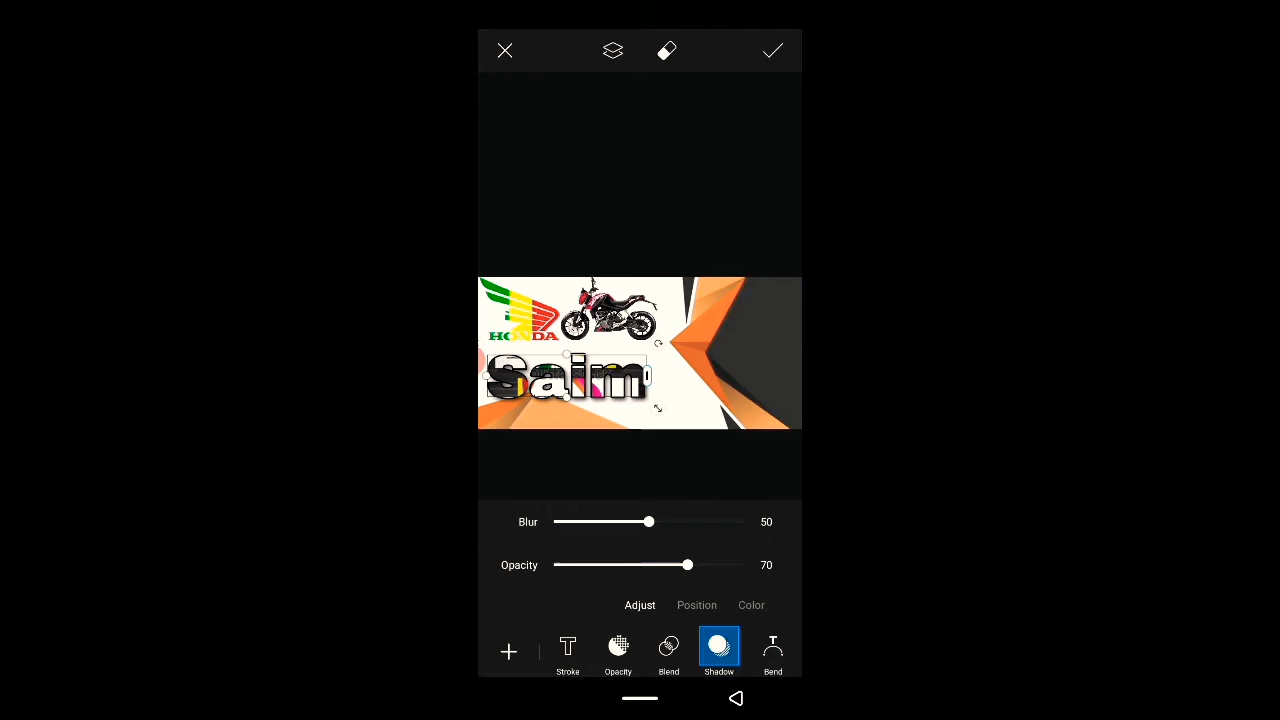 HONDA
Saim
Blur 50
Opacity 70
Adjust Position Color
Stroke Opacity Blend Shadow Bend